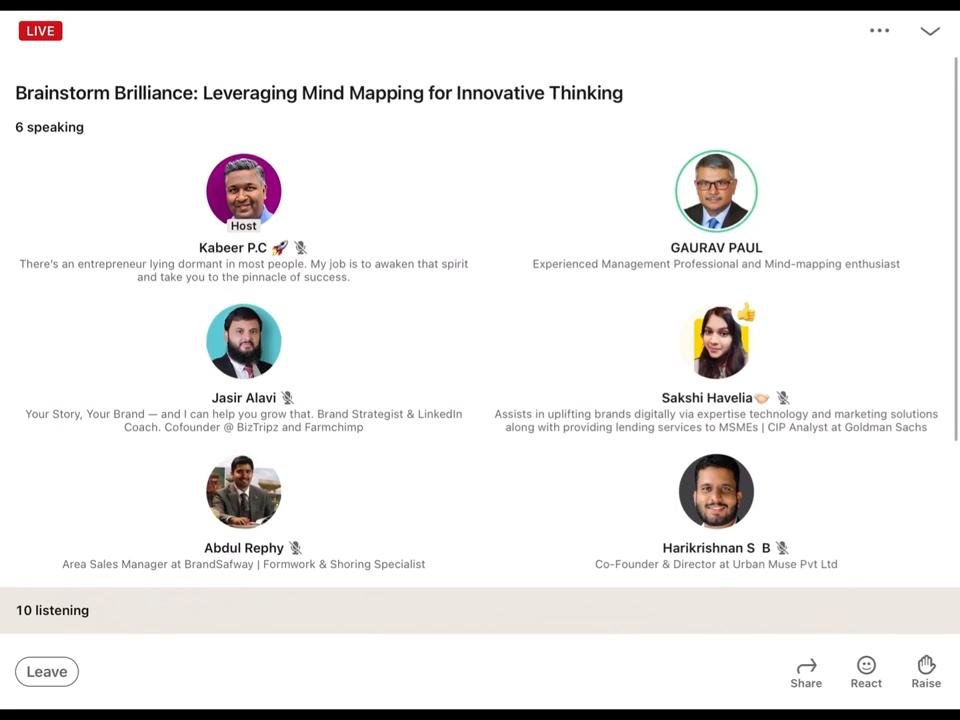 LIVE
Brainstorm Brilliance: Leveraging Mind Mapping for Innovative Thinking
6 speaking
Host
Kabeer P.C 🚀
There's an entrepreneur lying dormant in most people. My job is to awaken that spirit
and take you to the pinnacle of success.
GAURAV PAUL
Experienced Management Professional and Mind-mapping enthusiast
Jasir Alavi
Your Story, Your Brand — and I can help you grow that. Brand Strategist & LinkedIn
Coach. Cofounder @ BizTripz and Farmchimp
Sakshi Havelia🤝
Assists in uplifting brands digitally via expertise technology and marketing solutions
along with providing lending services to MSMEs | CIP Analyst at Goldman Sachs
Abdul Rephy
Area Sales Manager at BrandSafway | Formwork & Shoring Specialist
Harikrishnan S B
Co-Founder & Director at Urban Muse Pvt Ltd
10 listening
Leave
Share
React
Raise